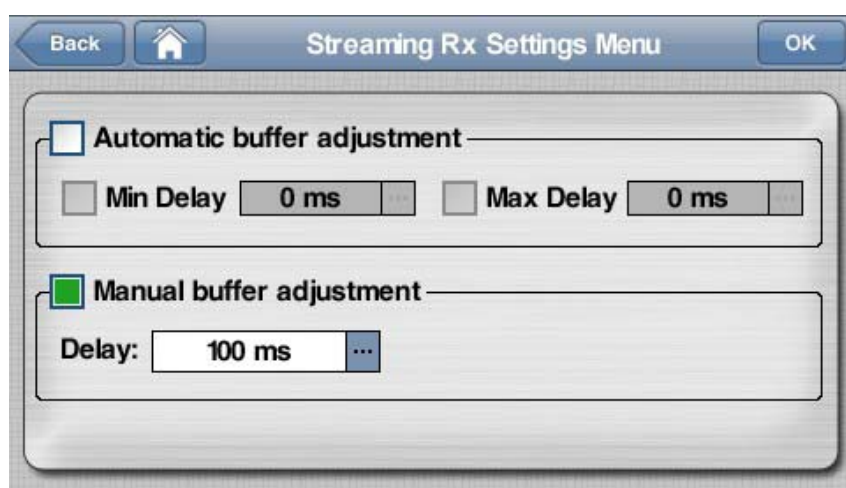 Back Streaming Rx Settings Menu OK
Automatic buffer adjustment
Min Delay 0 ms ... Max Delay 0 ms ...
Manual buffer adjustment
Delay: 100 ms ...